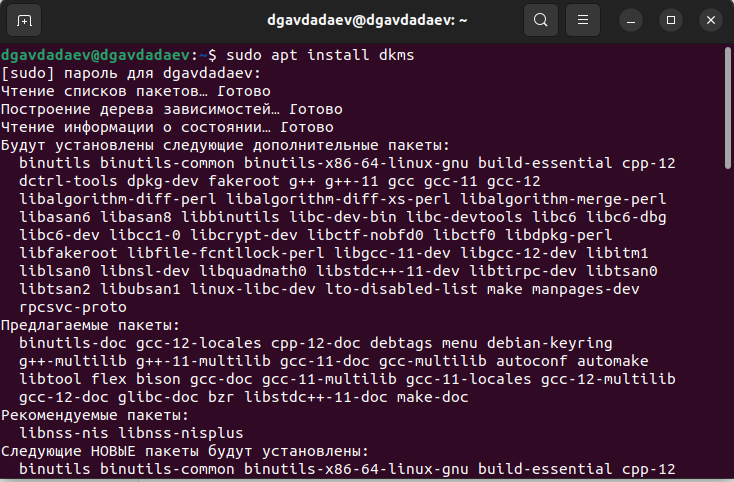 dgavdadaev@dgavdadaev: ~
dgavdadaev@dgavdadaev:~$ sudo apt install dkms
[sudo] пароль для dgavdadaev:
Чтение списков пакетов… Готово
Построение дерева зависимостей… Готово
Чтение информации о состоянии… Готово
Будут установлены следующие дополнительные пакеты:
  binutils binutils-common binutils-x86-64-linux-gnu build-essential cpp-12
  dctrl-tools dpkg-dev fakeroot g++ g++-11 gcc gcc-11 gcc-12
  libalgorithm-diff-perl libalgorithm-diff-xs-perl libalgorithm-merge-perl
  libasan6 libasan8 libbinutils libc-dev-bin libc-devtools libc6 libc6-dbg
  libc6-dev libcc1-0 libcrypt-dev libctf-nobfd0 libctf0 libdpkg-perl
  libfakeroot libfile-fcntllock-perl libgcc-11-dev libgcc-12-dev libitm1
  liblsan0 libnsl-dev libquadmath0 libstdc++-11-dev libtirpc-dev libtsan0
  libtsan2 libubsan1 linux-libc-dev lto-disabled-list make manpages-dev
  rpcsvc-proto
Предлагаемые пакеты:
  binutils-doc gcc-12-locales cpp-12-doc debtags menu debian-keyring
  g++-multilib g++-11-multilib gcc-11-doc gcc-multilib autoconf automake
  libtool flex bison gcc-doc gcc-11-multilib gcc-11-locales gcc-12-multilib
  gcc-12-doc glibc-doc bzr libstdc++-11-doc make-doc
Рекомендуемые пакеты:
  libnss-nis libnss-nisplus
Следующие НОВЫЕ пакеты будут установлены:
  binutils binutils-common binutils-x86-64-linux-gnu build-essential cpp-12